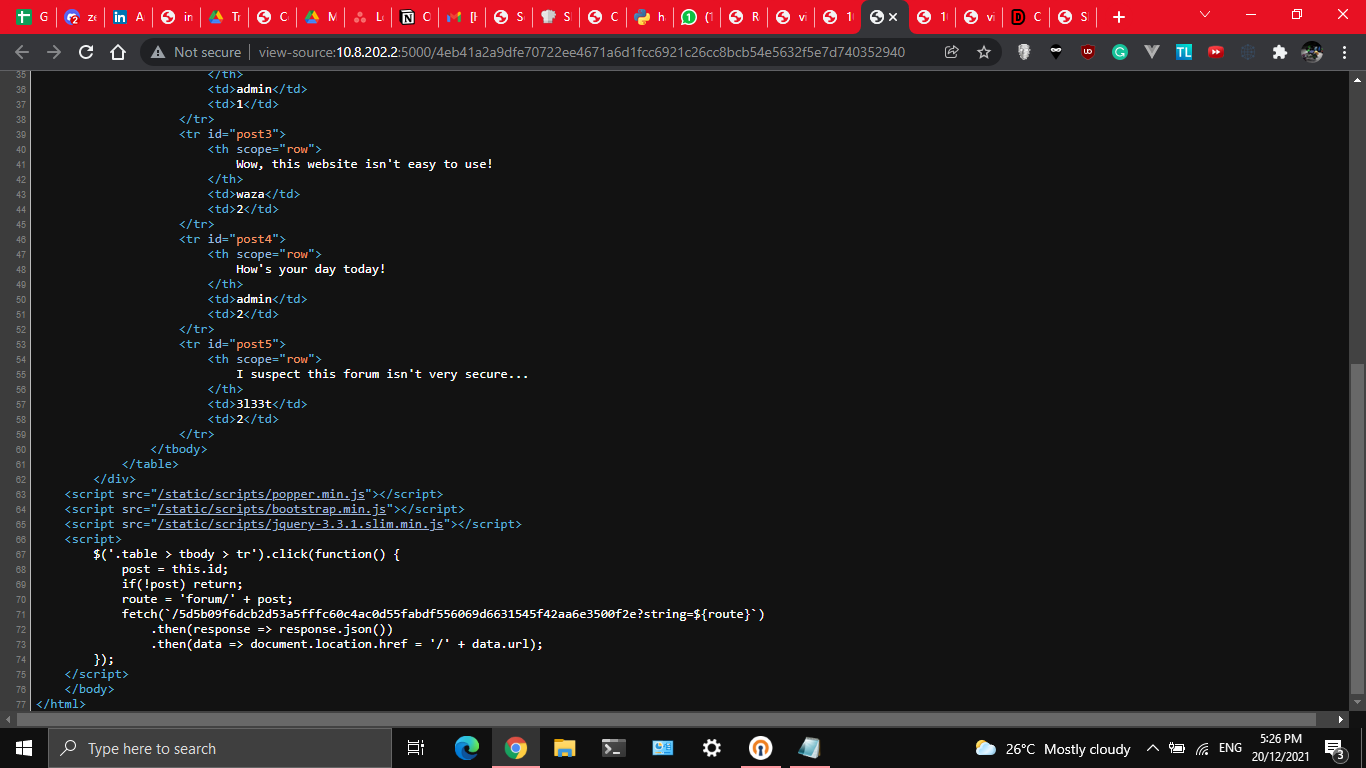 G
ze
A
in
Tr
Co
M
Lo
O
[H
So
Sl
C
h
(1
R
vi
1
1
vi
C
S
Not secure
view-source:10.8.202.2:5000/4eb41a2a9dfe70722ee4671a6d1fcc6921c26cc8bcb54e5632f5e7d740352940
35 </th>
36 <td>admin</td>
37 <td>1</td>
38 </tr>
39 <tr id="post3">
40 <th scope="row">
41 Wow, this website isn't easy to use!
42 </th>
43 <td>waza</td>
44 <td>2</td>
45 </tr>
46 <tr id="post4">
47 <th scope="row">
48 How's your day today!
49 </th>
50 <td>admin</td>
51 <td>2</td>
52 </tr>
53 <tr id="post5">
54 <th scope="row">
55 I suspect this forum isn't very secure...
56 </th>
57 <td>3l33t</td>
58 <td>2</td>
59 </tr>
60 </tbody>
61 </table>
62 </div>
63 <script src="/static/scripts/popper.min.js"></script>
64 <script src="/static/scripts/bootstrap.min.js"></script>
65 <script src="/static/scripts/jquery-3.3.1.slim.min.js"></script>
66 <script>
67 $('.table > tbody > tr').click(function() {
68 post = this.id;
69 if(!post) return;
70 route = 'forum/' + post;
71 fetch(`/5d5b09f6dcb2d53a5fffc60c4ac0d55fabdf556069d6631545f42aa6e3500f2e?string=${route}`)
72 .then(response => response.json())
73 .then(data => document.location.href = '/' + data.url);
74 });
75 </script>
76 </body>
77 </html>
Type here to search
26°C Mostly cloudy
ENG
5:26 PM
20/12/2021
3